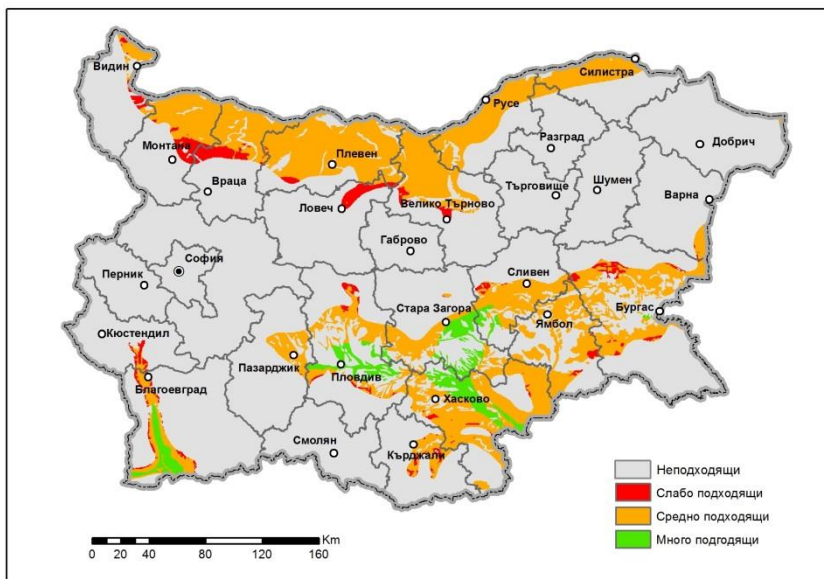 Видин
Силистра
Русе
Монтана
Плевен
Разград
Добрич
Враца
Търговище
Шумен
Ловеч
Велико Търново
Варна
Габрово
София
Перник
Сливен
Стара Загора
Бургас
Ямбол
Кюстендил
Пазарджик
Пловдив
Благоевград
Хасково
Смолян
Кърджали
Неподходящи
Слабо подходящи
Средно подходящи
Много подгодящи
Km
0 20 40 80 120 160